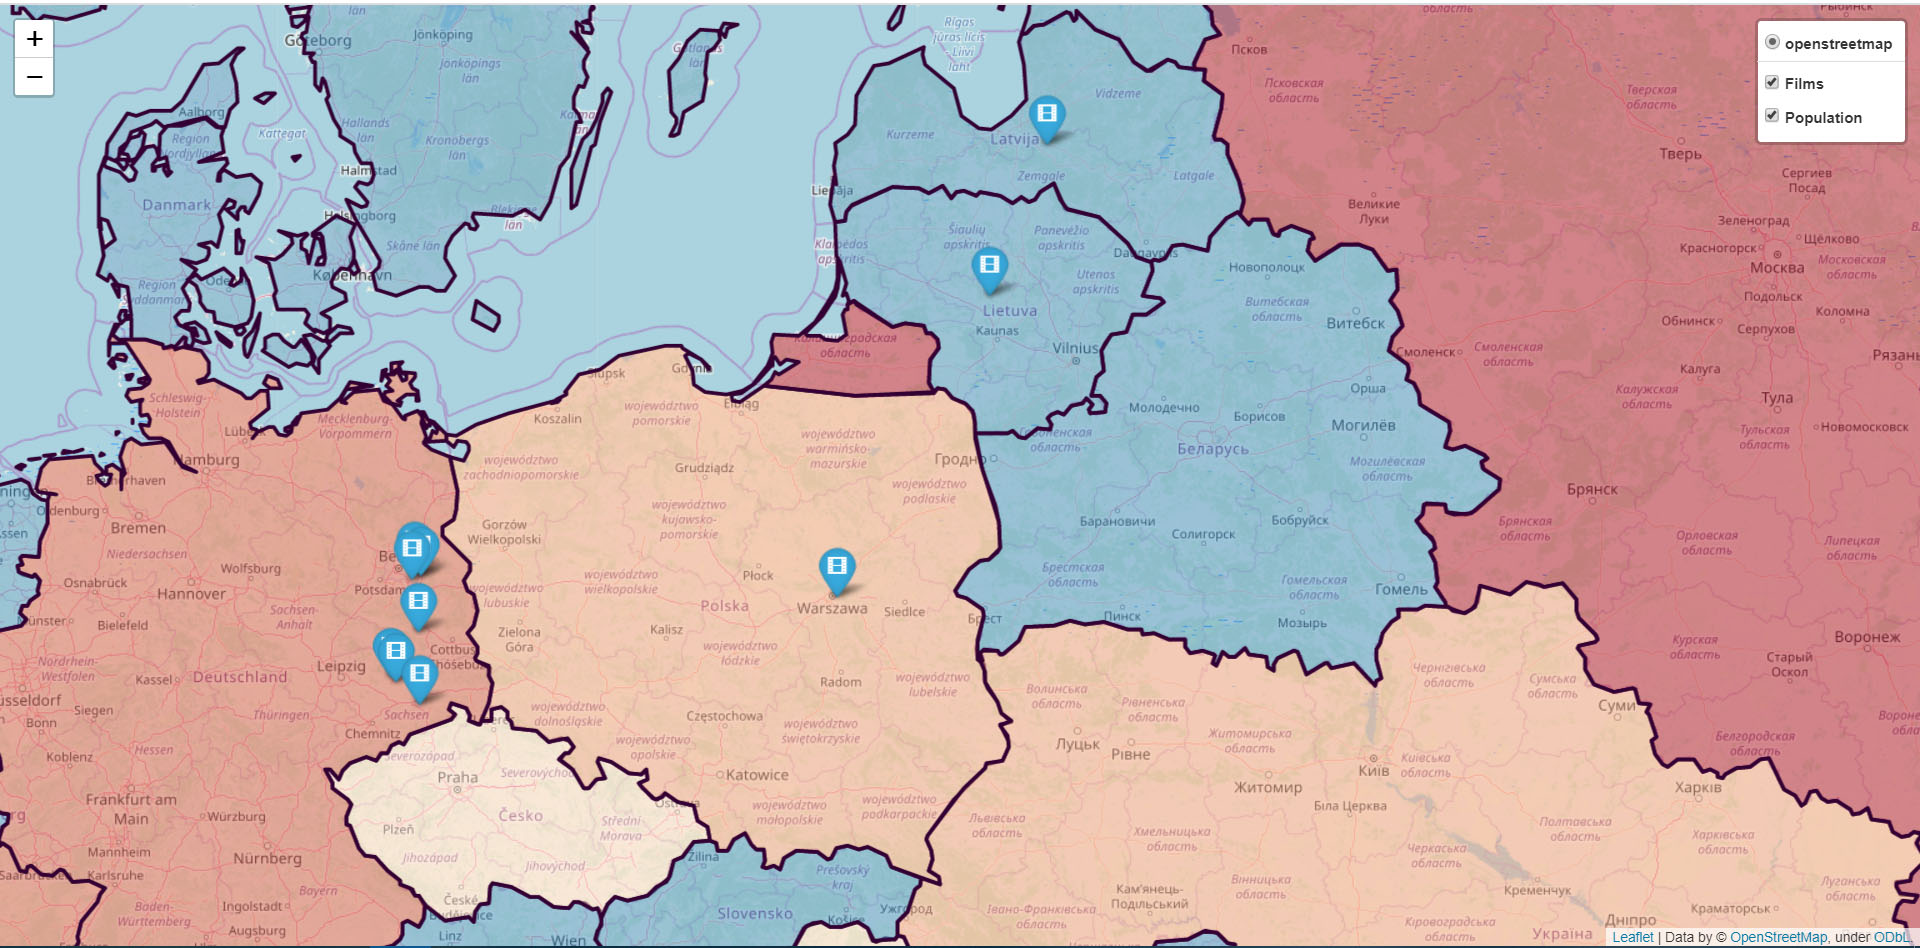 +
−
openstreetmap
Films
Population
Göteborg
Jönköping
Jönköpings
län
Gotlands
län
Rīgas
jūras līcis
- Liivi
laht
область
Рыбинск
Псков
Псковская
область
Тверская
область
Aalborg
Region
Nordjylland
Kattegat
Hallands
län
Kronobergs
län
Kurzeme
Latvija
Vidzeme
Тверь
Halmstad
Liepāja
Zemgale
Latgale
Сергиев
Посад
Danmark
Helsingborg
Blekinge
län
Великие
Луки
Зеленоград
Skåne län
Klaipėdos
apskritis
Šiaulių
apskritis
Panevėžio
apskritis
Daugavpils
Красногорск
Щёлково
København
Odense
Utenos
apskritis
Новополоцк
Москва
Московская
область
Region
Syddanmark
Lietuva
Витебская
область
Подольск
Kaunas
Витебск
Обнинск
Коломна
Серпухов
Калининградская
область
Vilnius
Смоленск
Смоленская
область
Рязань
Słupsk
Gdynia
Калуга
Schleswig-
Holstein
Орша
Калужская
область
Тула
Koszalin
województwo
pomorskie
Elbląg
Молодечно
Борисов
Mecklenburg-
Vorpommern
Lübeck
Могилёв
Тульская
область
Новомосковск
województwo
warmińsko-
mazurskie
Гродненская
область
Беларусь
Hamburg
województwo
zachodniopomorskie
Grudziądz
Гродно
Могилёвская
область
Bremerhaven
województwo
podlaskie
Брянск
Oldenburg
Bremen
województwo
kujawsko-
pomorskie
Gorzów
Wielkopolski
Барановичи
Солигорск
Бобруйск
Брянская
область
Орловская
область
Липецкая
область
Niedersachsen
Wolfsburg
Osnabrück
Hannover
Potsdam
województwo
lubuskie
województwo
wielkopolskie
Płock
Брестская
область
Гомельская
область
Гомель
Sachsen-
Anhalt
Polska
Warszawa
Siedlce
Брест
Пинск
Мозырь
Münster
Bielefeld
Zielona
Góra
Kalisz
Курская
область
Воронеж
Nordrhein-
Westfalen
Kassel
Deutschland
Leipzig
Cottbus
województwo
łódzkie
Radom
województwo
lubelskie
Волинська
область
Рівненська
область
Чернігівська
область
Сумська
область
Старый
Оскол
Düsseldorf
Siegen
Bonn
Thüringen
Sachsen
Chemnitz
województwo
dolnośląskie
Częstochowa
województwo
świętokrzyskie
Суми
Луцьк
Рівне
Житомирська
область
Київ
Київська
область
Белгородская
область
Koblenz
Hessen
Severozápad
Praha
Severovýchod
województwo
opolskie
Katowice
Житомир
Біла Церква
Харків
Frankfurt am
Main
Würzburg
Plzeň
Česko
Střední
Morava
Ostrava
województwo
małopolskie
województwo
podkarpackie
Львівська
область
Хмельницька
область
Полтавська
область
Харківська
область
Mannheim
Nürnberg
Jihozápad
Jihovýchod
Žilina
Черкаська
область
Saarbrücken
Karlsruhe
Bayern
Prešovský
kraj
Кам'янець-
Подільський
Вінницька
область
Кременчук
Луганська
область
Baden-
Württemberg
Ingolstadt
České
Budějovice
Slovensko
Košice
Ужгород
Івано-Франківська
область
Кіровоградська
область
Дніпро
Краматорськ
Augsburg
Linz
Wien
Україна
Leaflet | Data by © OpenStreetMap, under ODbL.